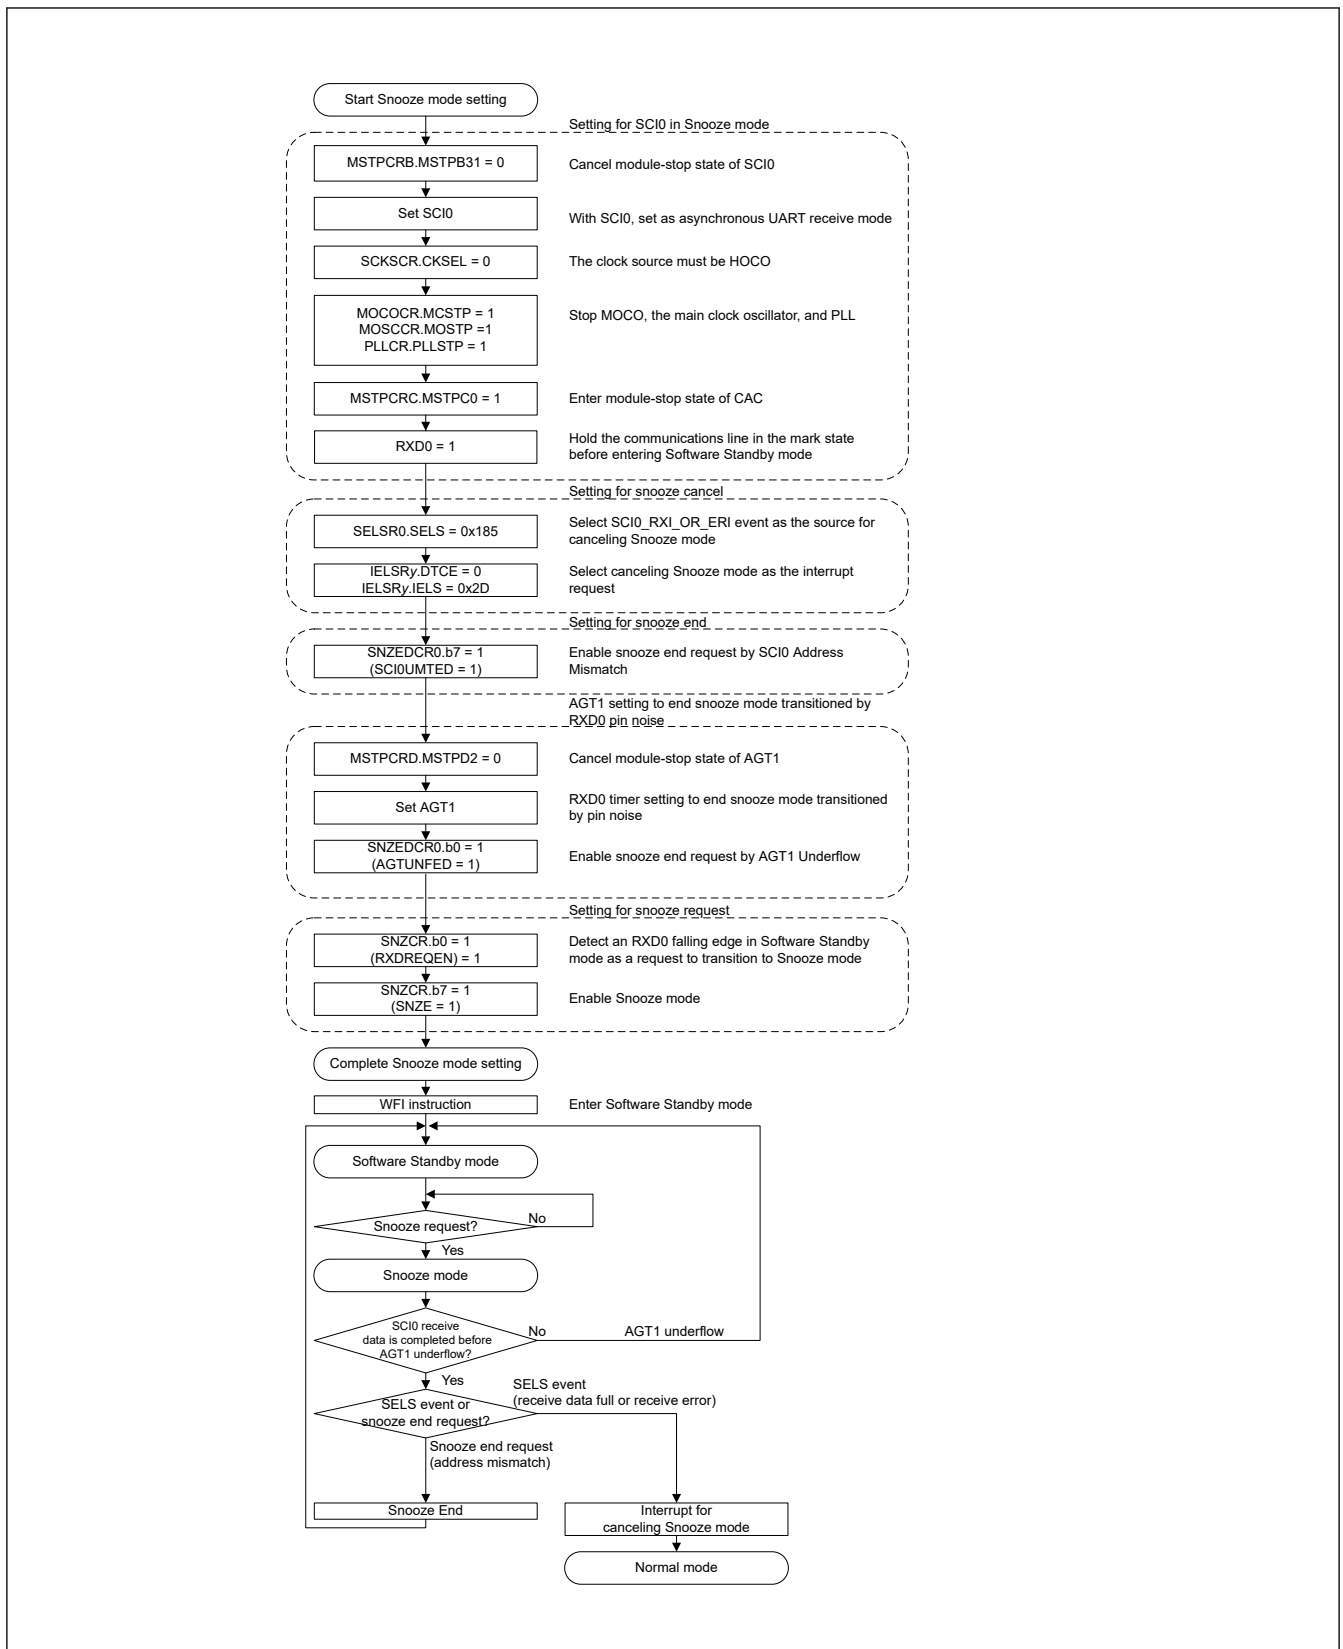 Start Snooze mode setting
Setting for SCI0 in Snooze mode
MSTPCRB.MSTPB31 = 0
Cancel module-stop state of SCI0
Set SCI0
With SCI0, set as asynchronous UART receive mode
SCKSCR.CKSEL = 0
The clock source must be HOCO
MOCOCR.MCSTP = 1
MOSCCR.MOSTP =1
PLLCR.PLLSTP = 1
Stop MOCO, the main clock oscillator, and PLL
MSTPCRC.MSTPC0 = 1
Enter module-stop state of CAC
RXD0 = 1
Hold the communications line in the mark state
before entering Software Standby mode
Setting for snooze cancel
SELSR0.SELS = 0x185
Select SCI0_RXI_OR_ERI event as the source for
canceling Snooze mode
IELSRy.DTCE = 0
IELSRy.IELS = 0x2D
Select canceling Snooze mode as the interrupt
request
Setting for snooze end
SNZEDCR0.b7 = 1
(SCI0UMTED = 1)
Enable snooze end request by SCI0 Address
Mismatch
AGT1 setting to end snooze mode transitioned by
RXD0 pin noise
MSTPCRD.MSTPD2 = 0
Cancel module-stop state of AGT1
Set AGT1
RXD0 timer setting to end snooze mode transitioned
by pin noise
SNZEDCR0.b0 = 1
(AGTUNFED = 1)
Enable snooze end request by AGT1 Underflow
Setting for snooze request
SNZCR.b0 = 1
(RXDREQEN) = 1
Detect an RXD0 falling edge in Software Standby
mode as a request to transition to Snooze mode
SNZCR.b7 = 1
(SNZE = 1)
Enable Snooze mode
Complete Snooze mode setting
WFI instruction
Enter Software Standby mode
Software Standby mode
Snooze request?
No
Yes
Snooze mode
SCI0 receive
data is completed before
AGT1 underflow?
No
AGT1 underflow
Yes
SELS event
(receive data full or receive error)
SELS event or
snooze end request?
Snooze end request
(address mismatch)
Snooze End
Interrupt for
canceling Snooze mode
Normal mode